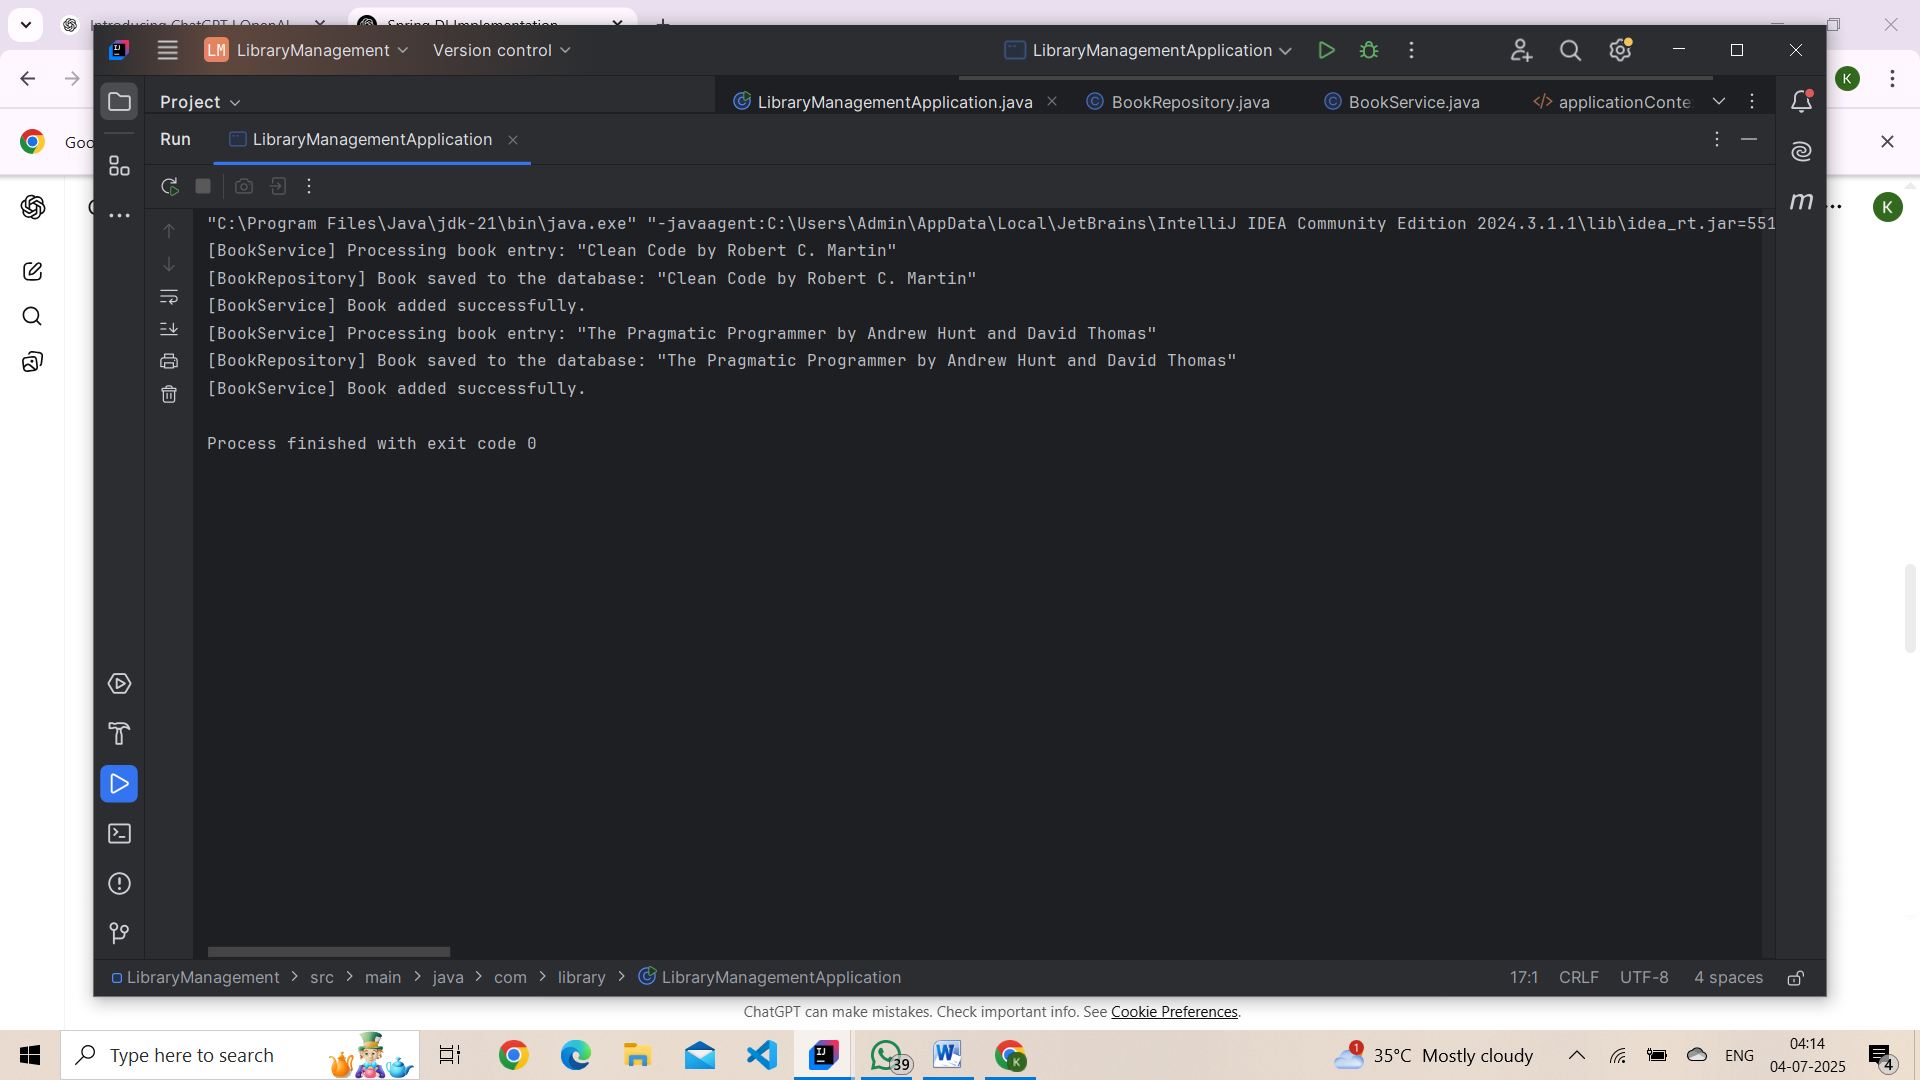 Introducing ChatGPT | OpenAI
Spring DI Implementation
LM LibraryManagement
Version control
LibraryManagementApplication
K
Project
LibraryManagementApplication.java
BookRepository.java
BookService.java
applicationConte
Run
LibraryManagementApplication
Goo
"C:\Program Files\Java\jdk-21\bin\java.exe" "-javaagent:C:\Users\Admin\AppData\Local\JetBrains\IntelliJ IDEA Community Edition 2024.3.1.1\lib\idea_rt.jar=551
[BookService] Processing book entry: "Clean Code by Robert C. Martin"
[BookRepository] Book saved to the database: "Clean Code by Robert C. Martin"
[BookService] Book added successfully.
[BookService] Processing book entry: "The Pragmatic Programmer by Andrew Hunt and David Thomas"
[BookRepository] Book saved to the database: "The Pragmatic Programmer by Andrew Hunt and David Thomas"
[BookService] Book added successfully.
Process finished with exit code 0
m
K
LibraryManagement > src > main > java > com > library > LibraryManagementApplication
17:1 CRLF UTF-8 4 spaces
ChatGPT can make mistakes. Check important info. See Cookie Preferences.
Type here to search
39
K
1
35°C Mostly cloudy
ENG
04:14
04-07-2025
4